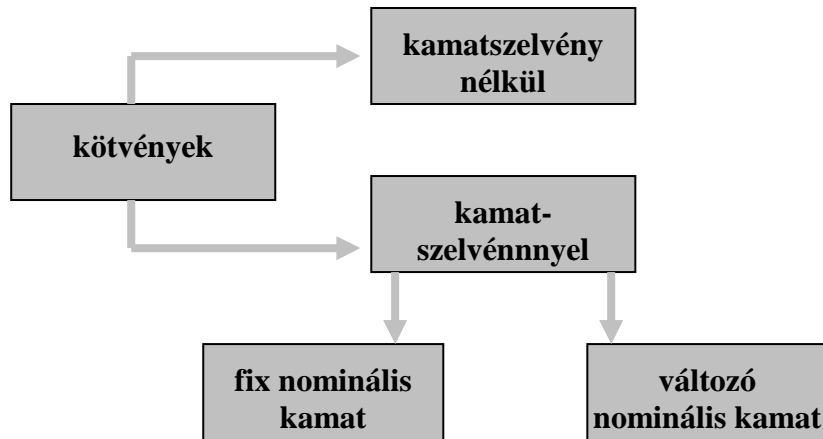 kamatszelvény
nélkül
kötvények
kamat-
szelvénnnyel
fix nominális
kamat
változó
nominális kamat